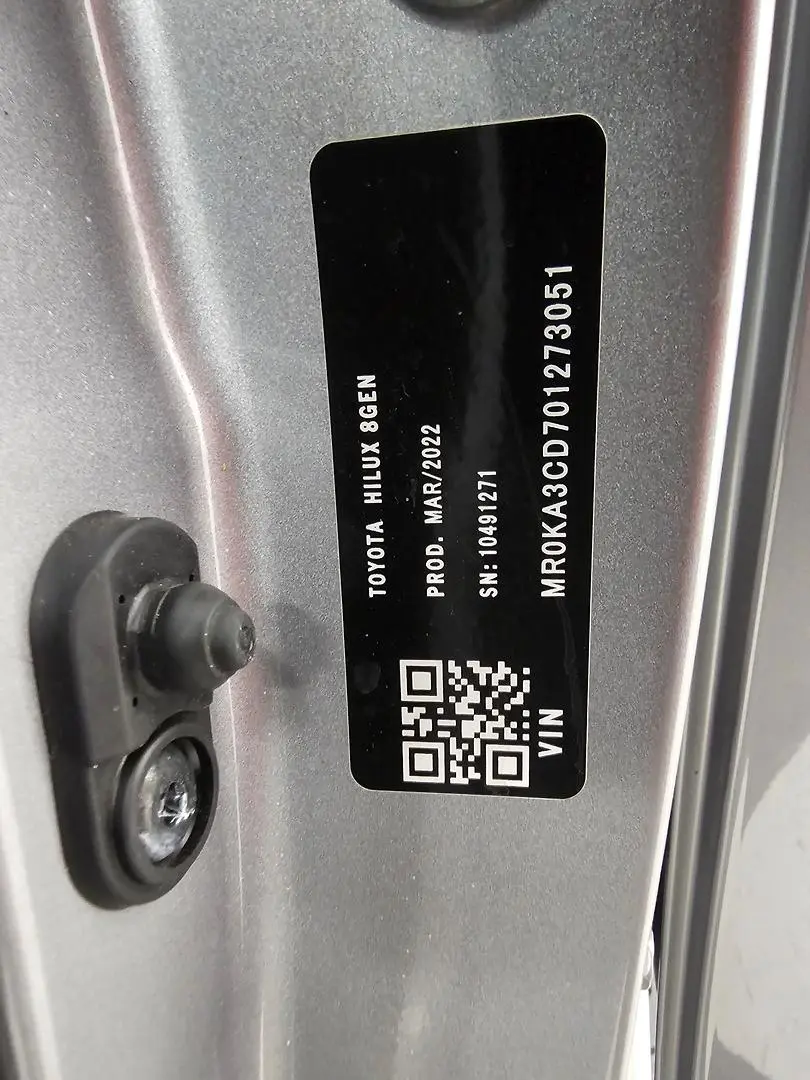 TOYOTA HILUX 8GEN
PROD. MAR/2022
SN: 10491271
VIN MR0KA3CD701273051